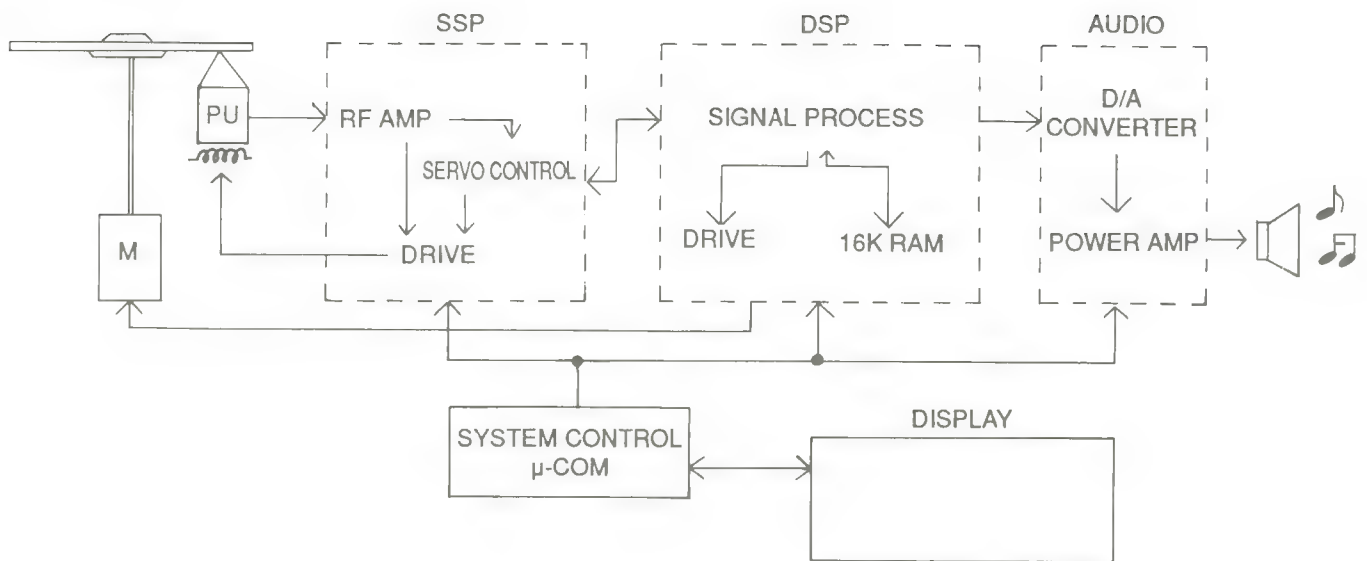 SSP
DSP
AUDIO
PU
RF AMP
SERVO CONTROL
DRIVE
M
SIGNAL PROCESS
DRIVE
16K RAM
D/A
CONVERTER
POWER AMP
SYSTEM CONTROL
μ-COM
DISPLAY